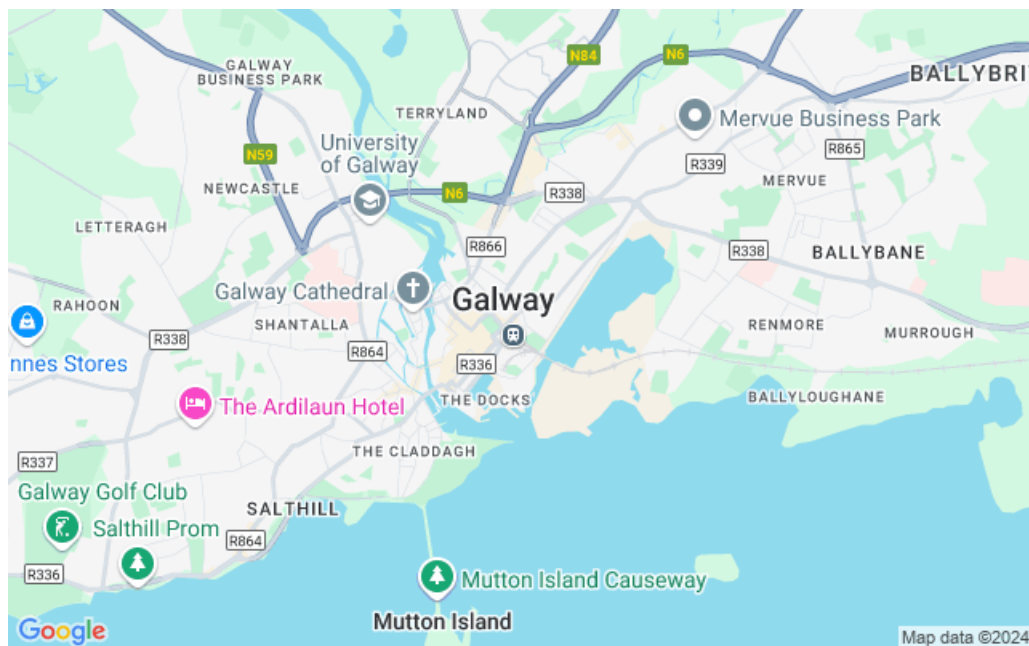 GALWAY
BUSINESS PARK
N84
N6
BALLYBRI
TERRYLAND
Mervue Business Park
University
of Galway
N59
R339
R865
NEWCASTLE
N6
R338
MERVUE
LETTERAGH
R866
R338
BALLYBANE
Galway Cathedral
Galway
RAHOON
SHANTALLA
RENMORE
MURROUGH
R338
R864
R336
nnes Stores
The Ardilaun Hotel
THE DOCKS
BALLYLOUGHANE
THE CLADDAGH
R337
Galway Golf Club
SALTHILL
Salthill Prom
R864
R336
Mutton Island Causeway
Mutton Island
Google
Map data ©2024